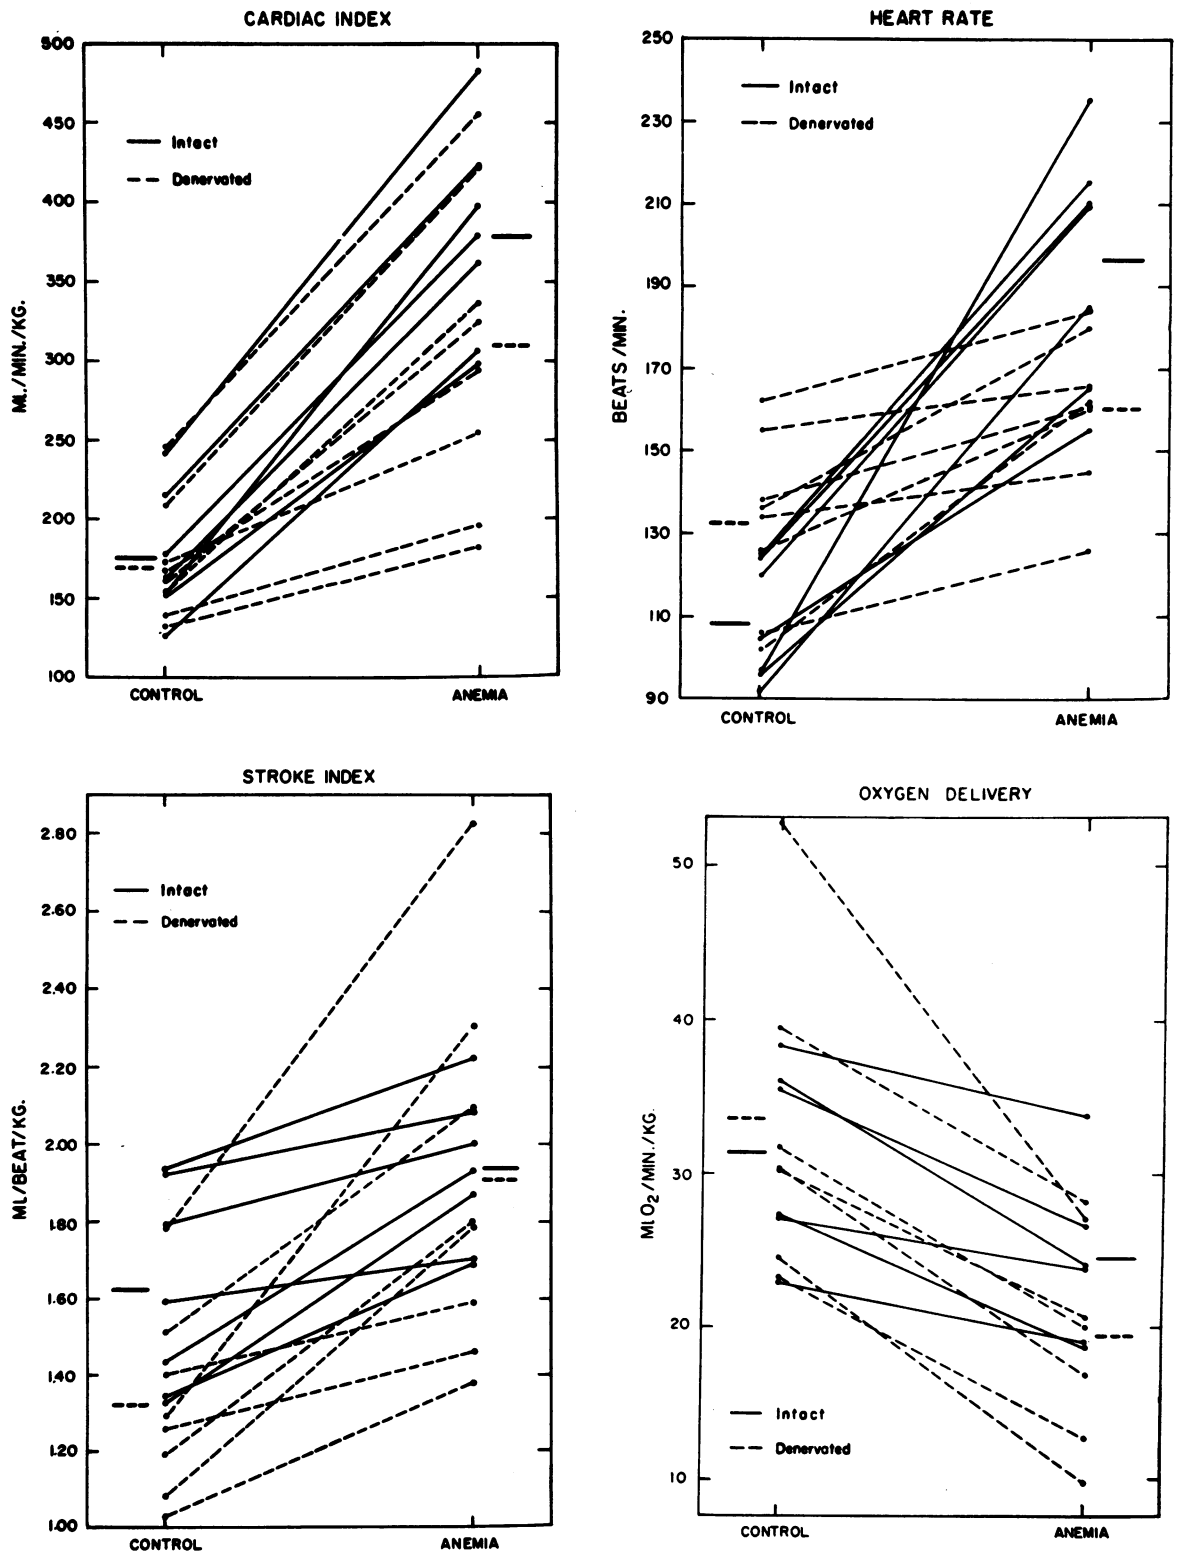 CARDIAC INDEX
500
450
400
350
300
250
200
150
100
ML./MIN./KG.
Intact
Denervated
CONTROL
ANEMIA
HEART RATE
250
230
210
190
170
150
130
110
90
BEATS/MIN.
Intact
Denervated
CONTROL
ANEMIA
STROKE INDEX
2.80
2.60
2.40
2.20
2.00
1.80
1.60
1.40
1.20
1.00
ML/BEAT/KG.
Intact
Denervated
CONTROL
ANEMIA
OXYGEN DELIVERY
50
40
30
20
10
MLO2/MIN./KG.
Intact
Denervated
CONTROL
ANEMIA